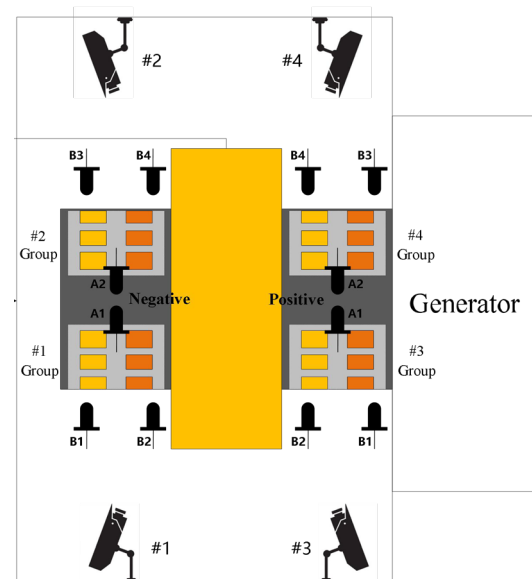 #2
#4
B3
B4
B4
B3
#2
Group
#4
Group
A2
Negative
Positive
A2
A1
A1
Generator
#1
Group
#3
Group
B1
B2
B2
B1
#1
#3